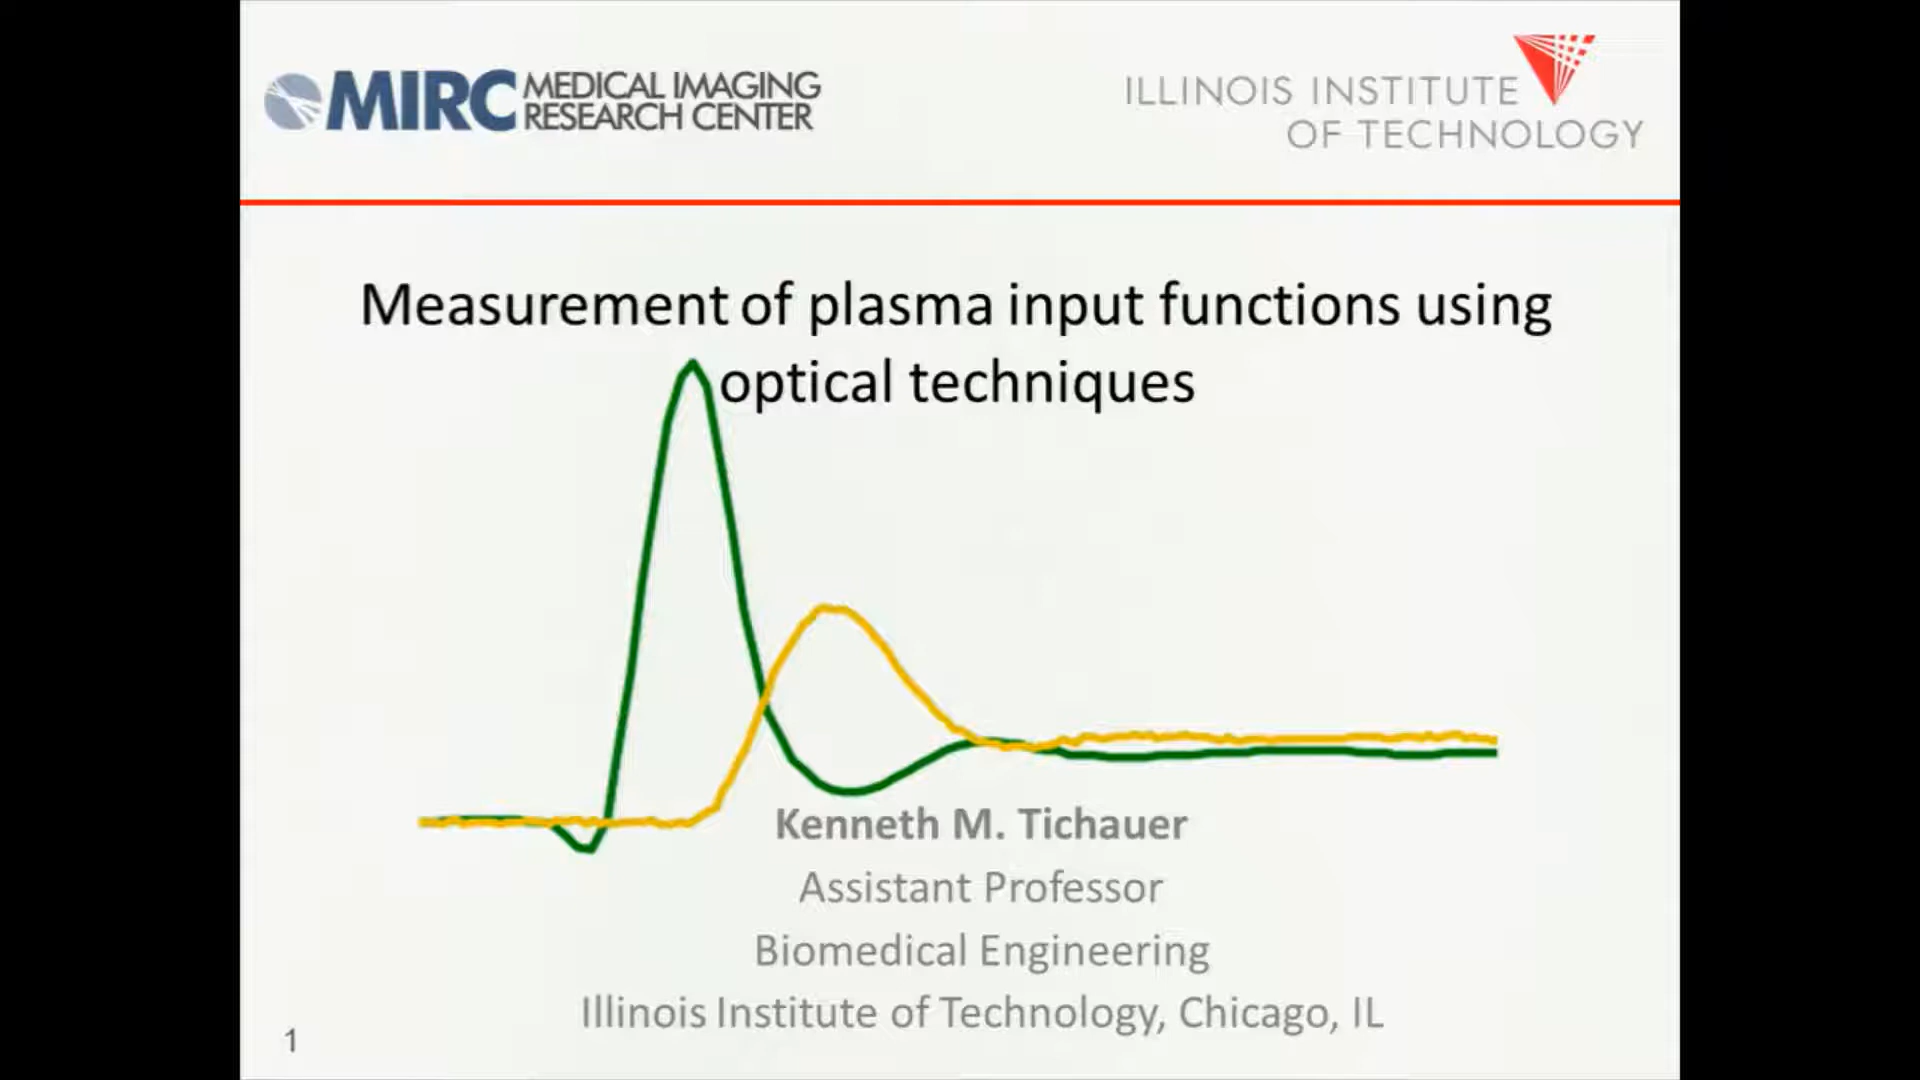 MIRC MEDICAL IMAGING
RESEARCH CENTER
ILLINOIS INSTITUTE
OF TECHNOLOGY
Measurement of plasma input functions using
optical techniques
Kenneth M. Tichauer
Assistant Professor
Biomedical Engineering
Illinois Institute of Technology, Chicago, IL
1